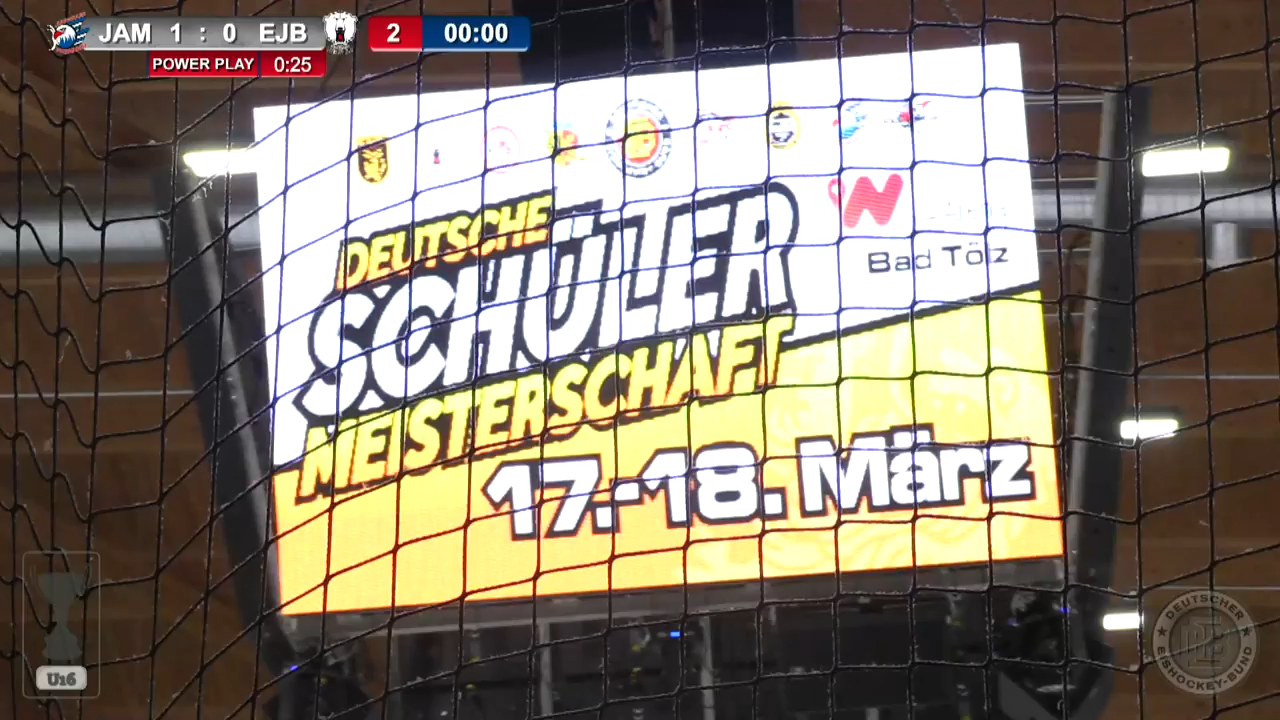 JAM 1 : 0 EJB 2 00:00
POWER PLAY 0:25
DEUTSCHE
SCHÜLER
MEISTERSCHAFT
Bad Tölz
17.-18. März
U16
DEUTSCHER
EISHOCKEY-BUND